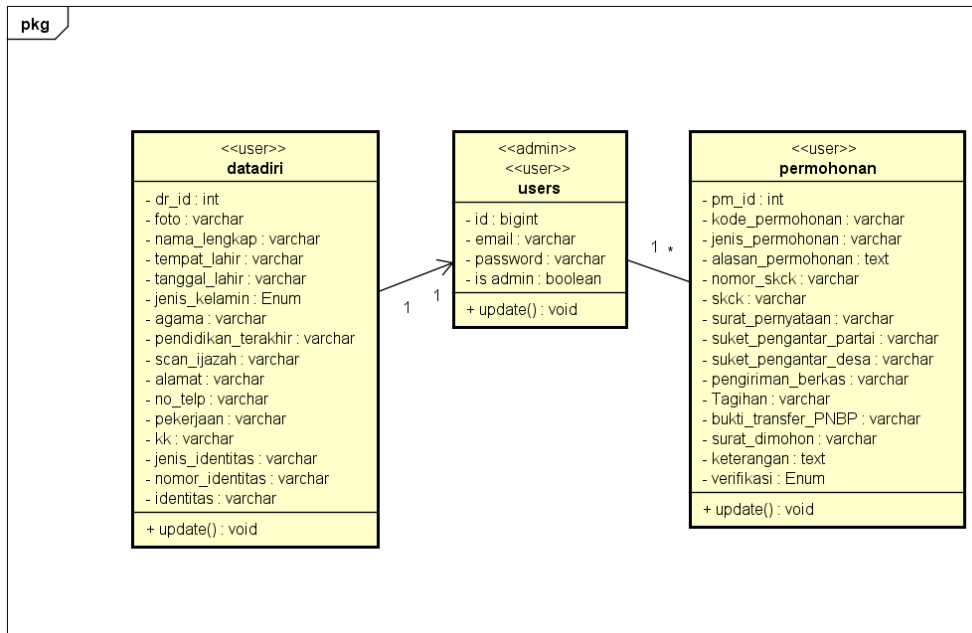 pkg
<<user>>
datadiri
- dr_id : int
- foto : varchar
- nama_lengkap : varchar
- tempat_lahir : varchar
- tanggal_lahir : varchar
- jenis_kelamin : Enum
- agama : varchar
- pendidikan_terakhir : varchar
- scan_ijazah : varchar
- alamat : varchar
- no_telp : varchar
- pekerjaan : varchar
- kk : varchar
- jenis_identitas : varchar
- nomor_identitas : varchar
- identitas : varchar
+ update() : void
1
1
<<admin>>
<<user>>
users
- id : bigint
- email : varchar
- password : varchar
- is admin : boolean
+ update() : void
1
*
<<user>>
permohonan
- pm_id : int
- kode_permohonan : varchar
- jenis_permohonan : varchar
- alasan_permohonan : text
- nomor_skck : varchar
- skck : varchar
- surat_pernyataan : varchar
- suket_pengantar_partai : varchar
- suket_pengantar_desa : varchar
- pengiriman_berkas : varchar
- Tagihan : varchar
- bukti_transfer_PNBP : varchar
- surat_dimohon : varchar
- keterangan : text
- verifikasi : Enum
+ update() : void